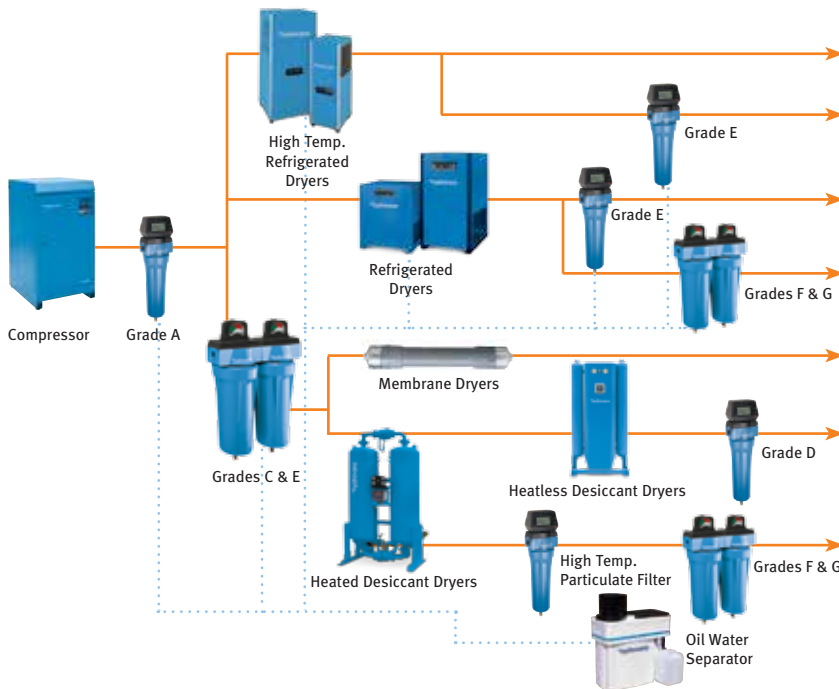 High Temp.
Refrigerated
Dryers
Grade E
Grade E
Refrigerated
Dryers
Grades F & G
Compressor
Grade A
Membrane Dryers
Grades C & E
Heatless Desiccant Dryers
Grade D
Heated Desiccant Dryers
High Temp.
Particulate Filter
Grades F & G
Oil Water
Separator